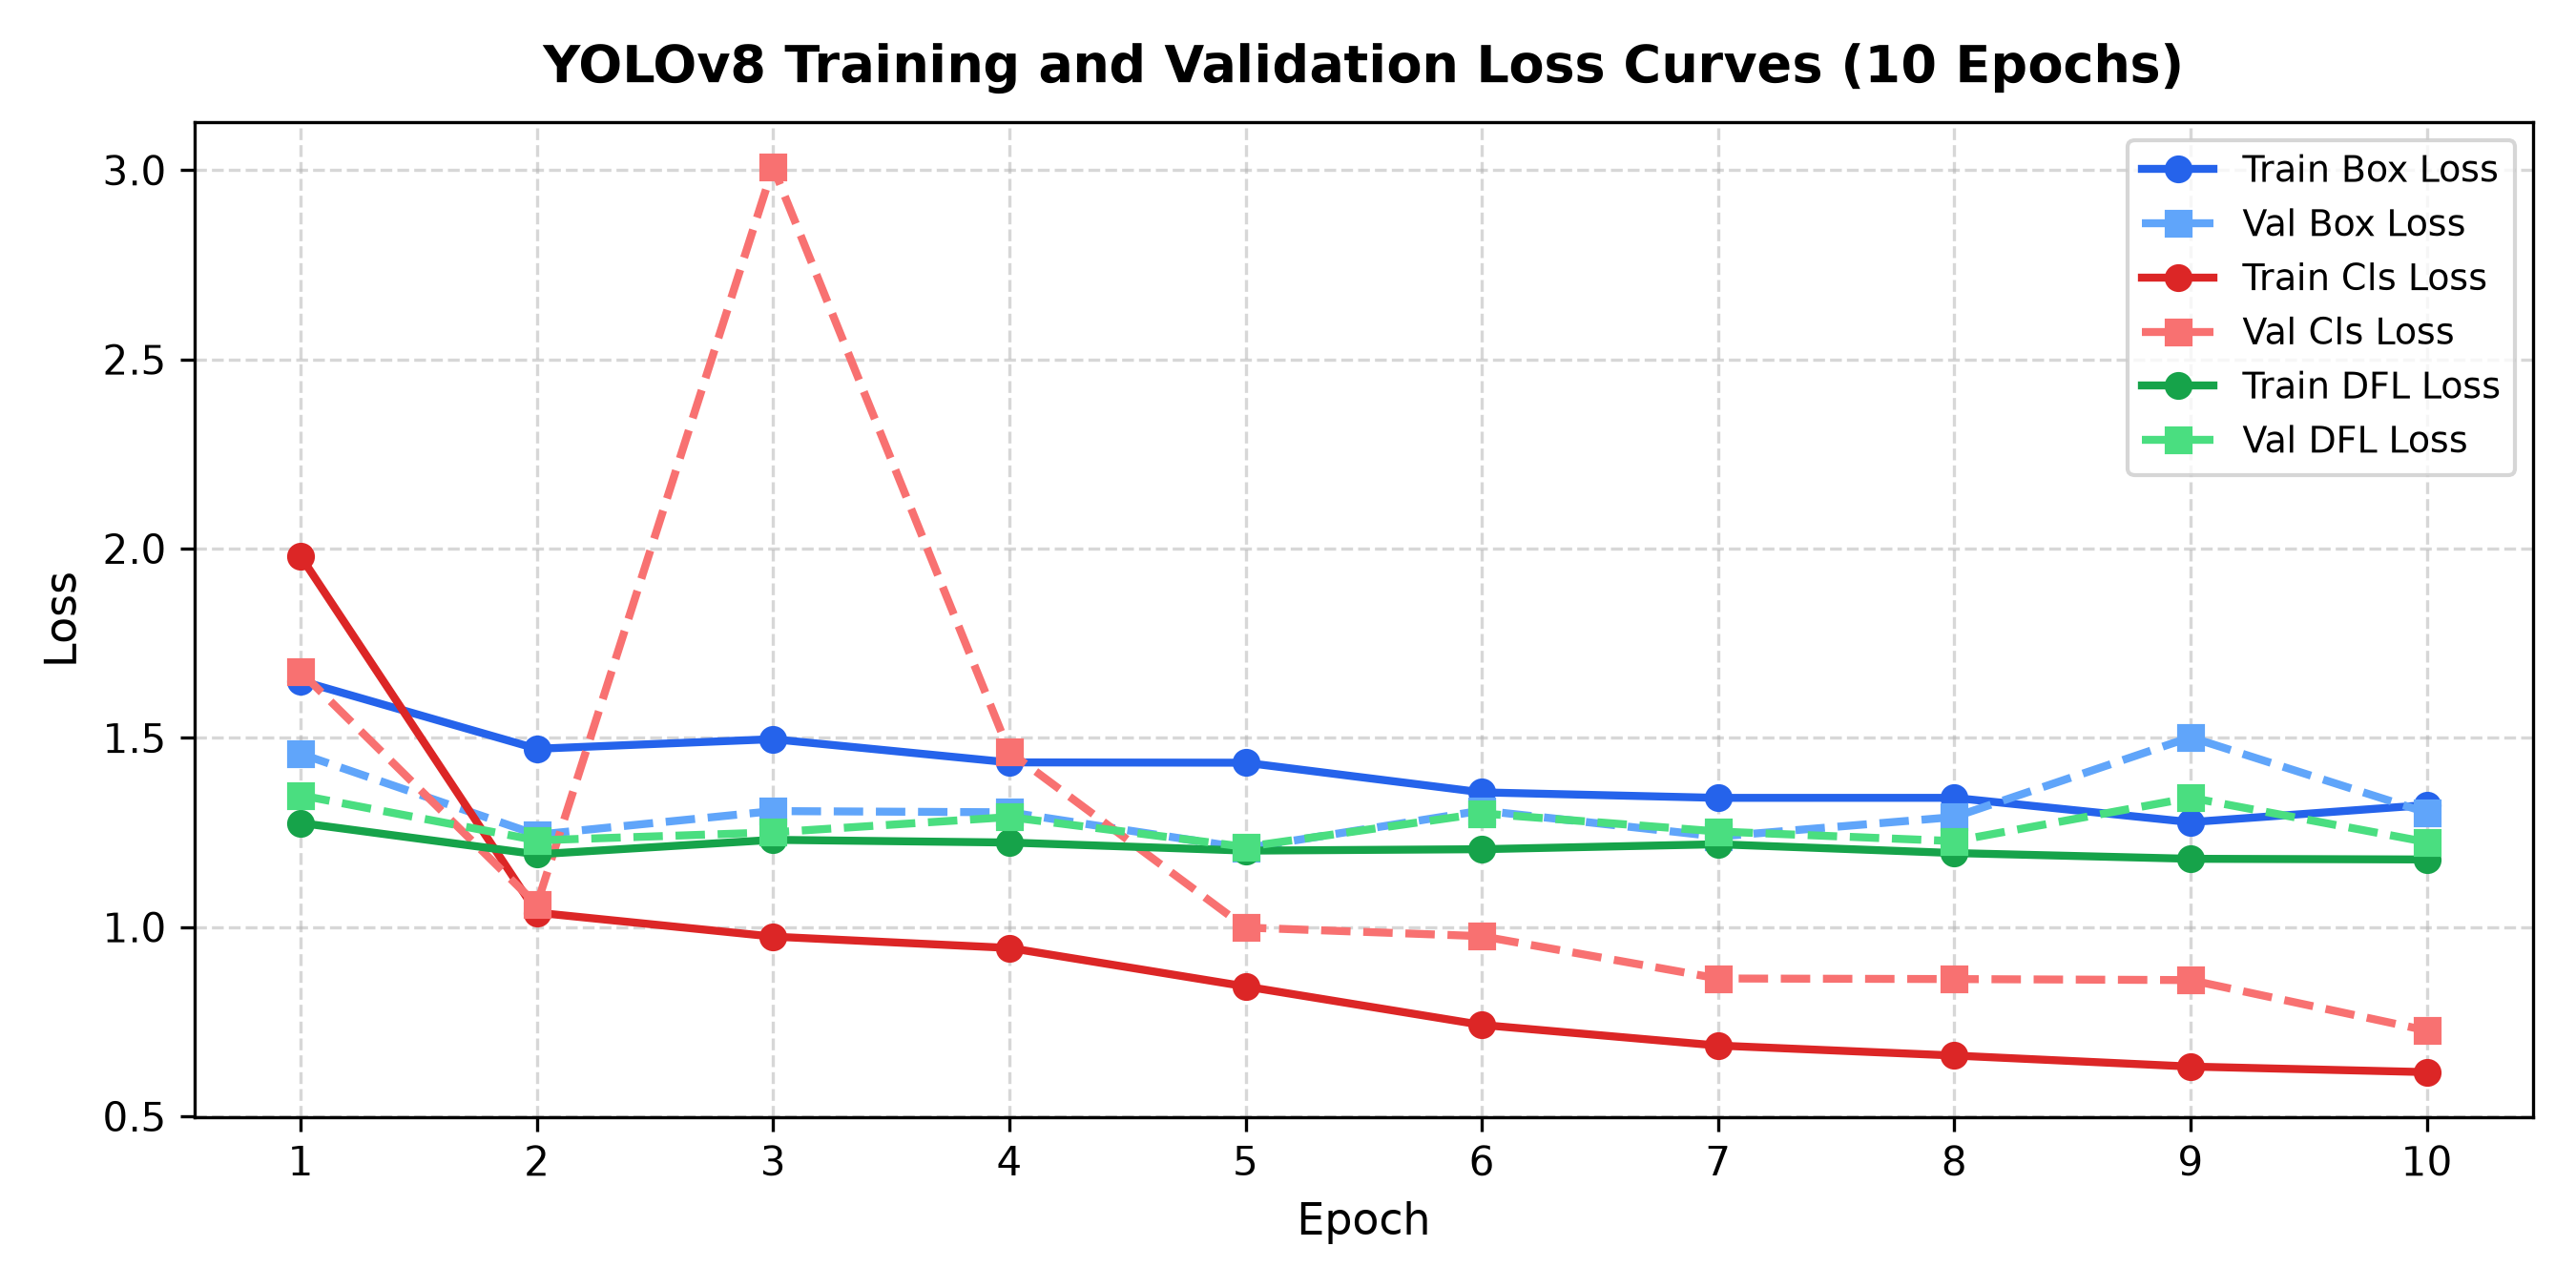 YOLOv8 Training and Validation Loss Curves (10 Epochs)
3.0
2.5
2.0
1.5
1.0
0.5
Loss
Train Box Loss
Val Box Loss
Train Cls Loss
Val Cls Loss
Train DFL Loss
Val DFL Loss
1 2 3 4 5 6 7 8 9 10
Epoch